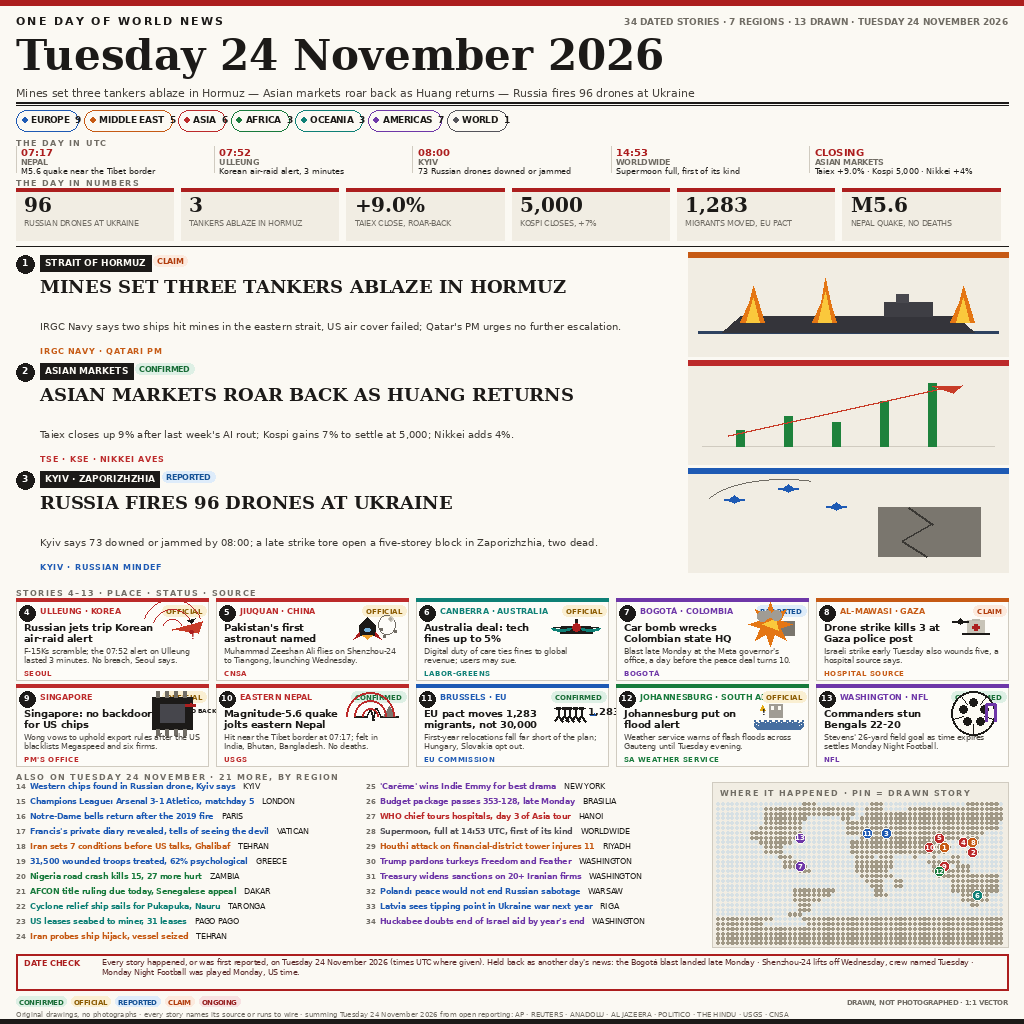 ONE DAY OF WORLD NEWS
34 DATED STORIES · 7 REGIONS · 13 DRAWN · TUESDAY 24 NOVEMBER 2026
Tuesday 24 November 2026
Mines set three tankers ablaze in Hormuz — Asian markets roar back as Huang returns — Russia fires 96 drones at Ukraine
EUROPE 9 MIDDLE EAST 5 ASIA 6 AFRICA 3 OCEANIA 3 AMERICAS 7 WORLD 1
THE DAY IN UTC
07:17
NEPAL
M5.6 quake near the Tibet border
07:52
ULLEUNG
Korean air-raid alert, 3 minutes
08:00
KYIV
73 Russian drones downed or jammed
14:53
WORLDWIDE
Supermoon full, first of its kind
CLOSING
ASIAN MARKETS
Taiex +9.0% · Kospi 5,000 · Nikkei +4%
THE DAY IN NUMBERS
96
RUSSIAN DRONES AT UKRAINE
3
TANKERS ABLAZE IN HORMUZ
+9.0%
TAIEX CLOSE, ROAR-BACK
5,000
KOSPI CLOSES, +7%
1,283
MIGRANTS MOVED, EU PACT
M5.6
NEPAL QUAKE, NO DEATHS
1 STRAIT OF HORMUZ CLAIM
MINES SET THREE TANKERS ABLAZE IN HORMUZ
IRGC Navy says two ships hit mines in the eastern strait, US air cover failed; Qatar's PM urges no further escalation.
IRGC NAVY · QATARI PM
2 ASIAN MARKETS CONFIRMED
ASIAN MARKETS ROAR BACK AS HUANG RETURNS
Taiex closes up 9% after last week's AI rout; Kospi gains 7% to settle at 5,000; Nikkei adds 4%.
TSE · KSE · NIKKEI AVES
3 KYIV · ZAPORIZHZHIA REPORTED
RUSSIA FIRES 96 DRONES AT UKRAINE
Kyiv says 73 downed or jammed by 08:00; a late strike tore open a five-storey block in Zaporizhzhia, two dead.
KYIV · RUSSIAN MINDEF
STORIES 4–13 · PLACE · STATUS · SOURCE
4 ULLEUNG · KOREA OFFICIAL
Russian jets trip Korean
air-raid alert
F-15Ks scramble; the 07:52 alert on Ulleung
lasted 3 minutes. No breach, Seoul says.
SEOUL
5 JIUQUAN · CHINA OFFICIAL
Pakistan's first
astronaut named
Muhammad Zeeshan Ali flies on Shenzhou-24
to Tiangong, launching Wednesday.
CNSA
6 CANBERRA · AUSTRALIA OFFICIAL
Australia deal: tech
fines up to 5%
Digital duty of care ties fines to global
revenue; users may sue.
LABOR-GREENS
7 BOGOTÁ · COLOMBIA REPORTED
Car bomb wrecks
Colombian state HQ
Blast late Monday at the Meta governor's
office, a day before the peace deal turns 10.
BOGOTÁ
8 AL-MAWASI · GAZA CLAIM
Drone strike kills 3 at
Gaza police post
Israeli strike early Tuesday also wounds five, a
hospital source says.
HOSPITAL SOURCE
9 SINGAPORE OFFICIAL
Singapore: no backdoor
for US chips
Wong vows to uphold export rules after the US
blacklists Megaspeed and six firms.
PM'S OFFICE
10 EASTERN NEPAL CONFIRMED
Magnitude-5.6 quake
jolts eastern Nepal
Hit near the Tibet border at 07:17; felt in
India, Bhutan, Bangladesh. No deaths.
USGS
11 BRUSSELS · EU CONFIRMED
EU pact moves 1,283
migrants, not 30,000
1,283
First-year relocations fall far short of the plan;
Hungary, Slovakia opt out.
EU COMMISSION
12 JOHANNESBURG · SOUTH A OFFICIAL
Johannesburg put on
flood alert
Weather service warns of flash floods across
Gauteng until Tuesday evening.
SA WEATHER SERVICE
13 WASHINGTON · NFL CONFIRMED
Commanders stun
Bengals 22-20
Stevens' 26-yard field goal as time expires
settles Monday Night Football.
NFL
ALSO ON TUESDAY 24 NOVEMBER · 21 MORE, BY REGION
14 Western chips found in Russian drone, Kyiv says KYIV
15 Champions League: Arsenal 3-1 Atletico, matchday 5 LONDON
16 Notre-Dame bells return after the 2019 fire PARIS
17 Francis's private diary revealed, tells of seeing the devil VATICAN
18 Iran sets 7 conditions before US talks, Ghalibaf TEHRAN
19 31,500 wounded troops treated, 62% psychological GREECE
20 Nigeria road crash kills 15, 27 more hurt ZAMBIA
21 AFCON title ruling due today, Senegalese appeal DAKAR
22 Cyclone relief ship sails for Pukapuka, Nauru TARONGA
23 US leases seabed to miner, 31 leases PAGO PAGO
24 Iran probes ship hijack, vessel seized TEHRAN
25 'Carême' wins Indie Emmy for best drama NEW YORK
26 Budget package passes 353-128, late Monday BRASILIA
27 WHO chief tours hospitals, day 3 of Asia tour HANOI
28 Supermoon, full at 14:53 UTC, first of its kind WORLDWIDE
29 Houthi attack on financial-district tower injures 11 RIYADH
30 Trump pardons turkeys Freedom and Feather WASHINGTON
31 Treasury widens sanctions on 20+ Iranian firms WASHINGTON
32 Poland: peace would not end Russian sabotage WARSAW
33 Latvia sees tipping point in Ukraine war next year RIGA
34 Huckabee doubts end of Israel aid by year's end WASHINGTON
WHERE IT HAPPENED · PIN = DRAWN STORY
13 11 3 5 4 8 10 1 2 7 9 12 6
DATE CHECK
Every story happened, or was first reported, on Tuesday 24 November 2026 (times UTC where given). Held back as another day's news: the Bogotá blast landed late Monday · Shenzhou-24 lifts off Wednesday, crew named Tuesday ·
Monday Night Football was played Monday, US time.
CONFIRMED OFFICIAL REPORTED CLAIM ONGOING
DRAWN, NOT PHOTOGRAPHED · 1:1 VECTOR
Original drawings, no photographs · every story names its source or runs to wire · summing Tuesday 24 November 2026 from open reporting: AP · REUTERS · ANADOLU · AL JAZEERA · POLITICO · THE HINDU · USGS · CNSA